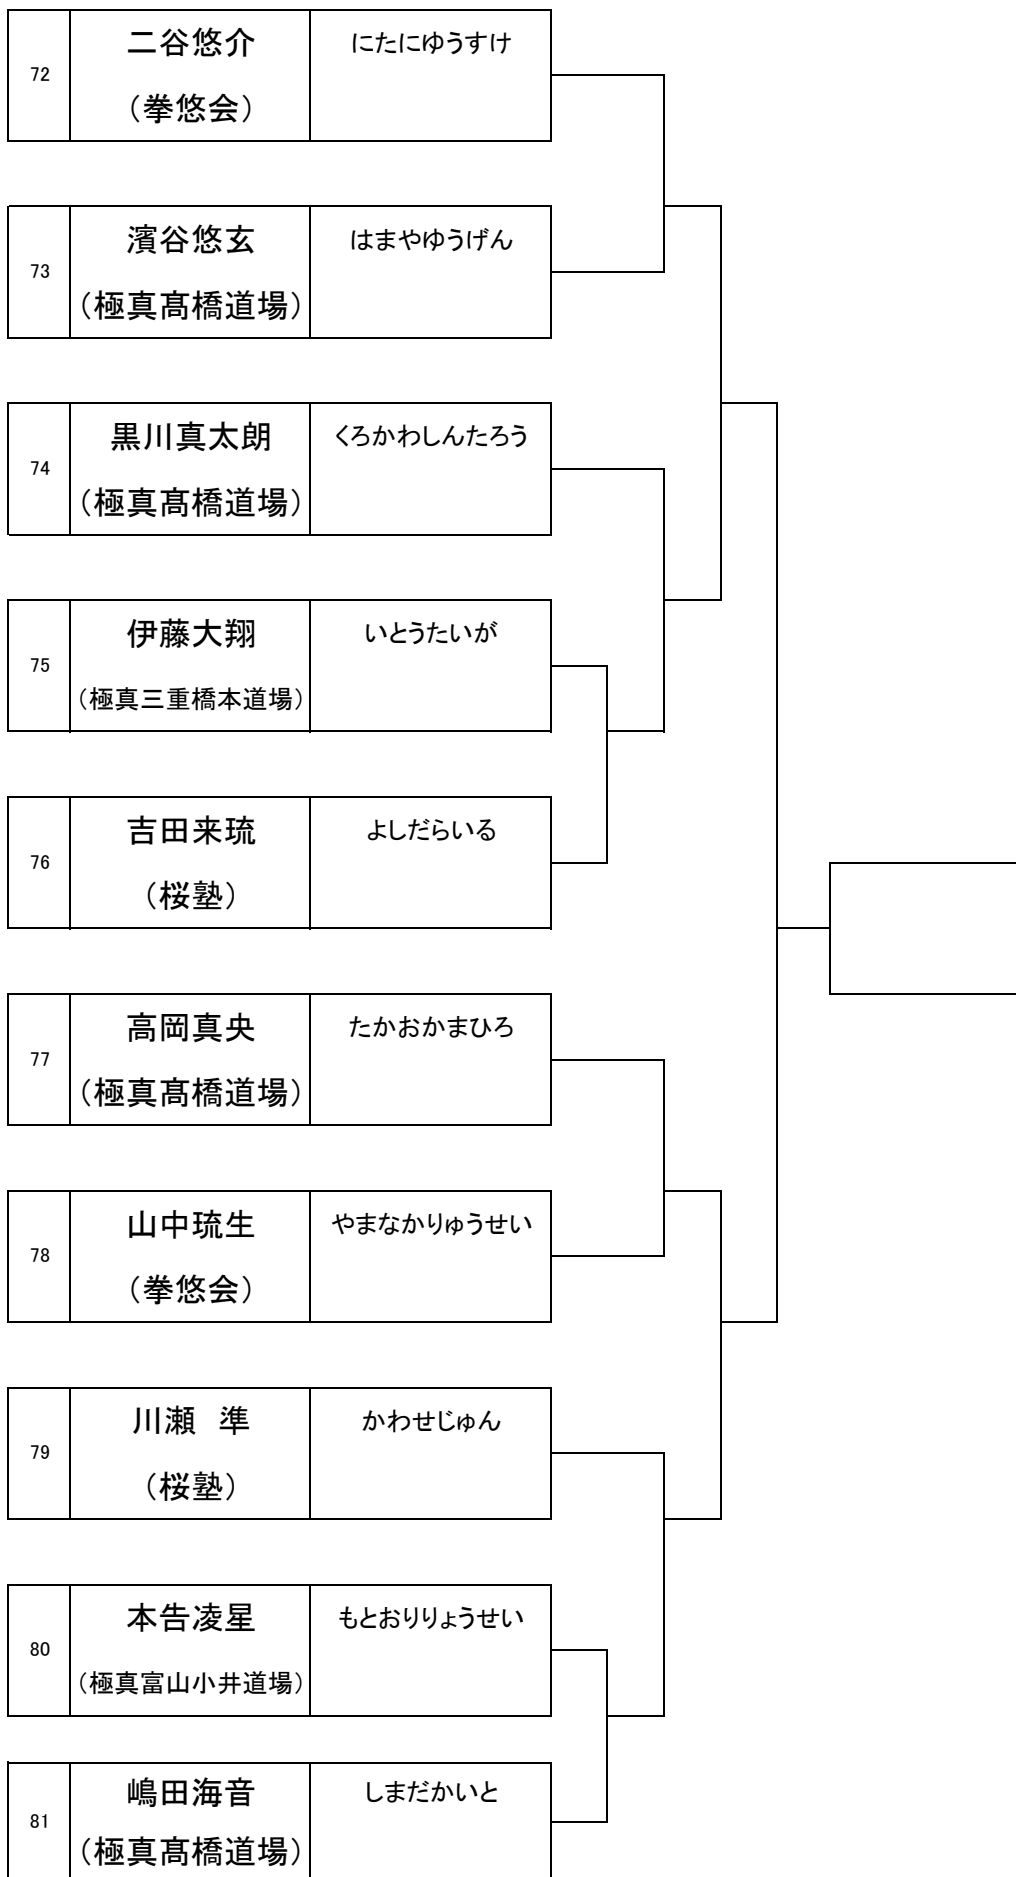 72
二谷悠介
にたにゆうすけ
（拳悠会）
73
濱谷悠玄
はまやゆうげん
（極真髙橋道場）
74
黒川真太朗
くろかわしんたろう
（極真髙橋道場）
75
伊藤大翔
いとうたいが
（極真三重橋本道場）
76
吉田来琉
よしだらいる
（桜塾）
77
高岡真央
たかおかまひろ
（極真髙橋道場）
78
山中琉生
やまなかりゅうせい
（拳悠会）
79
川瀬　準
かわせじゅん
（桜塾）
80
本告凌星
もとおりりょうせい
（極真富山小井道場）
81
嶋田海音
しまだかいと
（極真髙橋道場）